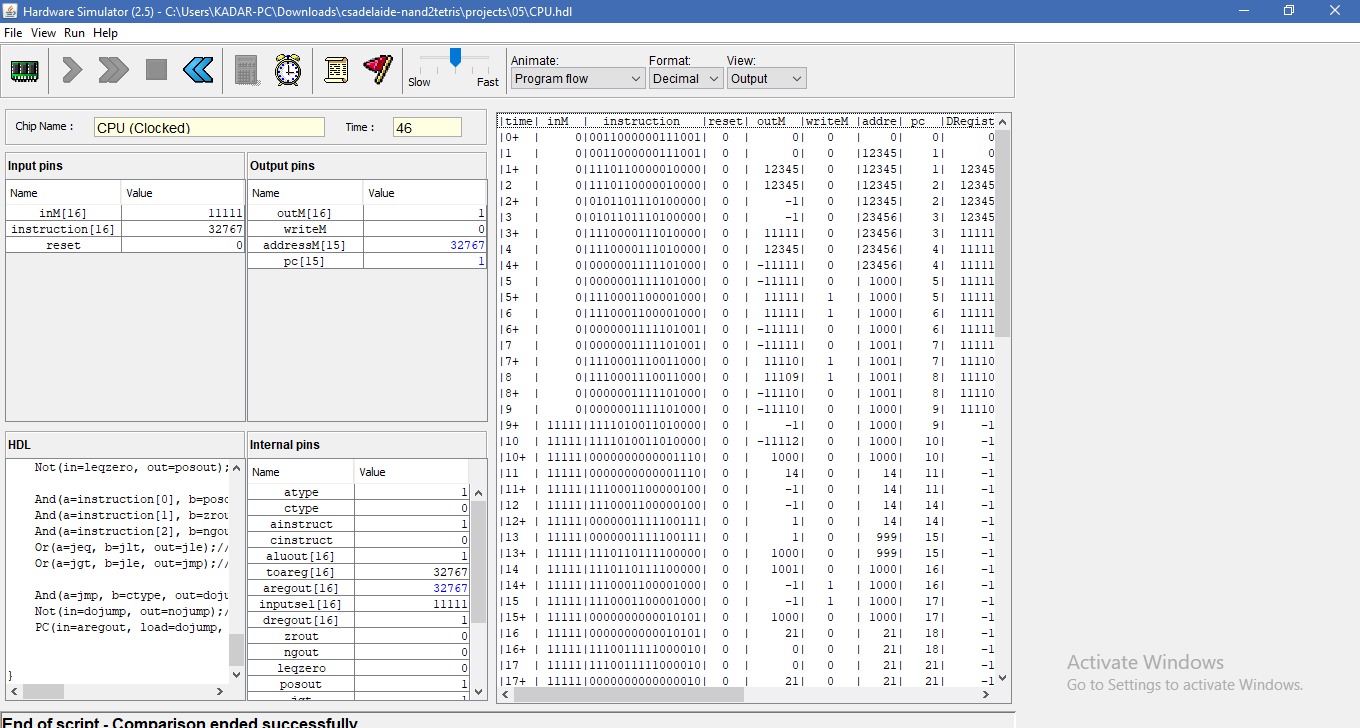 Hardware Simulator (2.5) - C:\Users\KADAR-PC\Downloads\csadelaide-nand2tetris\projects\05\CPU.hdl
File View Run Help
Slow Fast
Animate: Format: View:
Program flow Decimal Output
Chip Name : CPU (Clocked) Time : 46
Input pins
Name Value
inM[16] 11111
instruction[16] 32767
reset 0
Output pins
Name Value
outM[16] 1
writeM 0
addressM[15] 32767
pc[15] 1
HDL
Not(in=leqzero, out=posout);
And(a=instruction[0], b=posc
And(a=instruction[1], b=zrou
And(a=instruction[2], b=ngou
Or(a=jeq, b=jlt, out=jle);//
Or(a=jgt, b=jle, out=jmp);//
And(a=jmp, b=ctype, out=doju
Not(in=dojump, out=nojump);/
PC(in=aregout, load=dojump,
}
Internal pins
Name Value
atype 1
ctype 0
ainstruct 1
cinstruct 0
aluout[16] 1
toareg[16] 32767
aregout[16] 32767
inputsel[16] 11111
dregout[16] 1
zrout 0
ngout 0
leqzero 0
posout 1
jgt 1
|time| inM | instruction |reset| outM |writeM |addre| pc |DRegist
|0+ | 0|0011000000111001| 0 | 0| 0 | 0| 0| 0
|1 | 0|0011000000111001| 0 | 0| 0 |12345| 1| 0
|1+ | 0|1110110000010000| 0 | 12345| 0 |12345| 1| 12345
|2 | 0|1110110000010000| 0 | 12345| 0 |12345| 2| 12345
|2+ | 0|0101101110100000| 0 | -1| 0 |12345| 2| 12345
|3 | 0|0101101110100000| 0 | -1| 0 |23456| 3| 12345
|3+ | 0|1110000111010000| 0 | 11111| 0 |23456| 3| 11111
|4 | 0|1110000111010000| 0 | 12345| 0 |23456| 4| 11111
|4+ | 0|0000001111101000| 0 | -11111| 0 |23456| 4| 11111
|5 | 0|0000001111101000| 0 | -11111| 0 | 1000| 5| 11111
|5+ | 0|1110001100001000| 0 | 11111| 1 | 1000| 5| 11111
|6 | 0|1110001100001000| 0 | 11111| 1 | 1000| 6| 11111
|6+ | 0|0000001111101001| 0 | -11111| 0 | 1000| 6| 11111
|7 | 0|0000001111101001| 0 | -11111| 0 | 1001| 7| 11111
|7+ | 0|1110001110011000| 0 | 11110| 1 | 1001| 7| 11110
|8 | 0|1110001110011000| 0 | 11109| 1 | 1001| 8| 11110
|8+ | 0|0000001111101000| 0 | -11110| 0 | 1001| 8| 11110
|9 | 0|0000001111101000| 0 | -11110| 0 | 1000| 9| 11110
|9+ | 11111|1111010011010000| 0 | -1| 0 | 1000| 9| -1
|10 | 11111|1111010011010000| 0 | -11112| 0 | 1000| 10| -1
|10+ | 11111|0000000000001110| 0 | 1000| 0 | 1000| 10| -1
|11 | 11111|0000000000001110| 0 | 14| 0 | 14| 11| -1
|11+ | 11111|1110001100000100| 0 | -1| 0 | 14| 11| -1
|12 | 11111|1110001100000100| 0 | -1| 0 | 14| 14| -1
|12+ | 11111|0000001111100111| 0 | 1| 0 | 14| 14| -1
|13 | 11111|0000001111100111| 0 | 1| 0 | 999| 15| -1
|13+ | 11111|1110110111100000| 0 | 1000| 0 | 999| 15| -1
|14 | 11111|1110110111100000| 0 | 1001| 0 | 1000| 16| -1
|14+ | 11111|1110001100001000| 0 | -1| 1 | 1000| 16| -1
|15 | 11111|1110001100001000| 0 | -1| 1 | 1000| 17| -1
|15+ | 11111|0000000000010101| 0 | 1000| 0 | 1000| 17| -1
|16 | 11111|0000000000010101| 0 | 21| 0 | 21| 18| -1
|16+ | 11111|1110011111000010| 0 | 0| 0 | 21| 18| -1
|17 | 11111|1110011111000010| 0 | 0| 0 | 21| 21| -1
|17+ | 11111|0000000000000010| 0 | 21| 0 | 21| 21| -1
Activate Windows
Go to Settings to activate Windows.
End of script - Comparison ended successfully